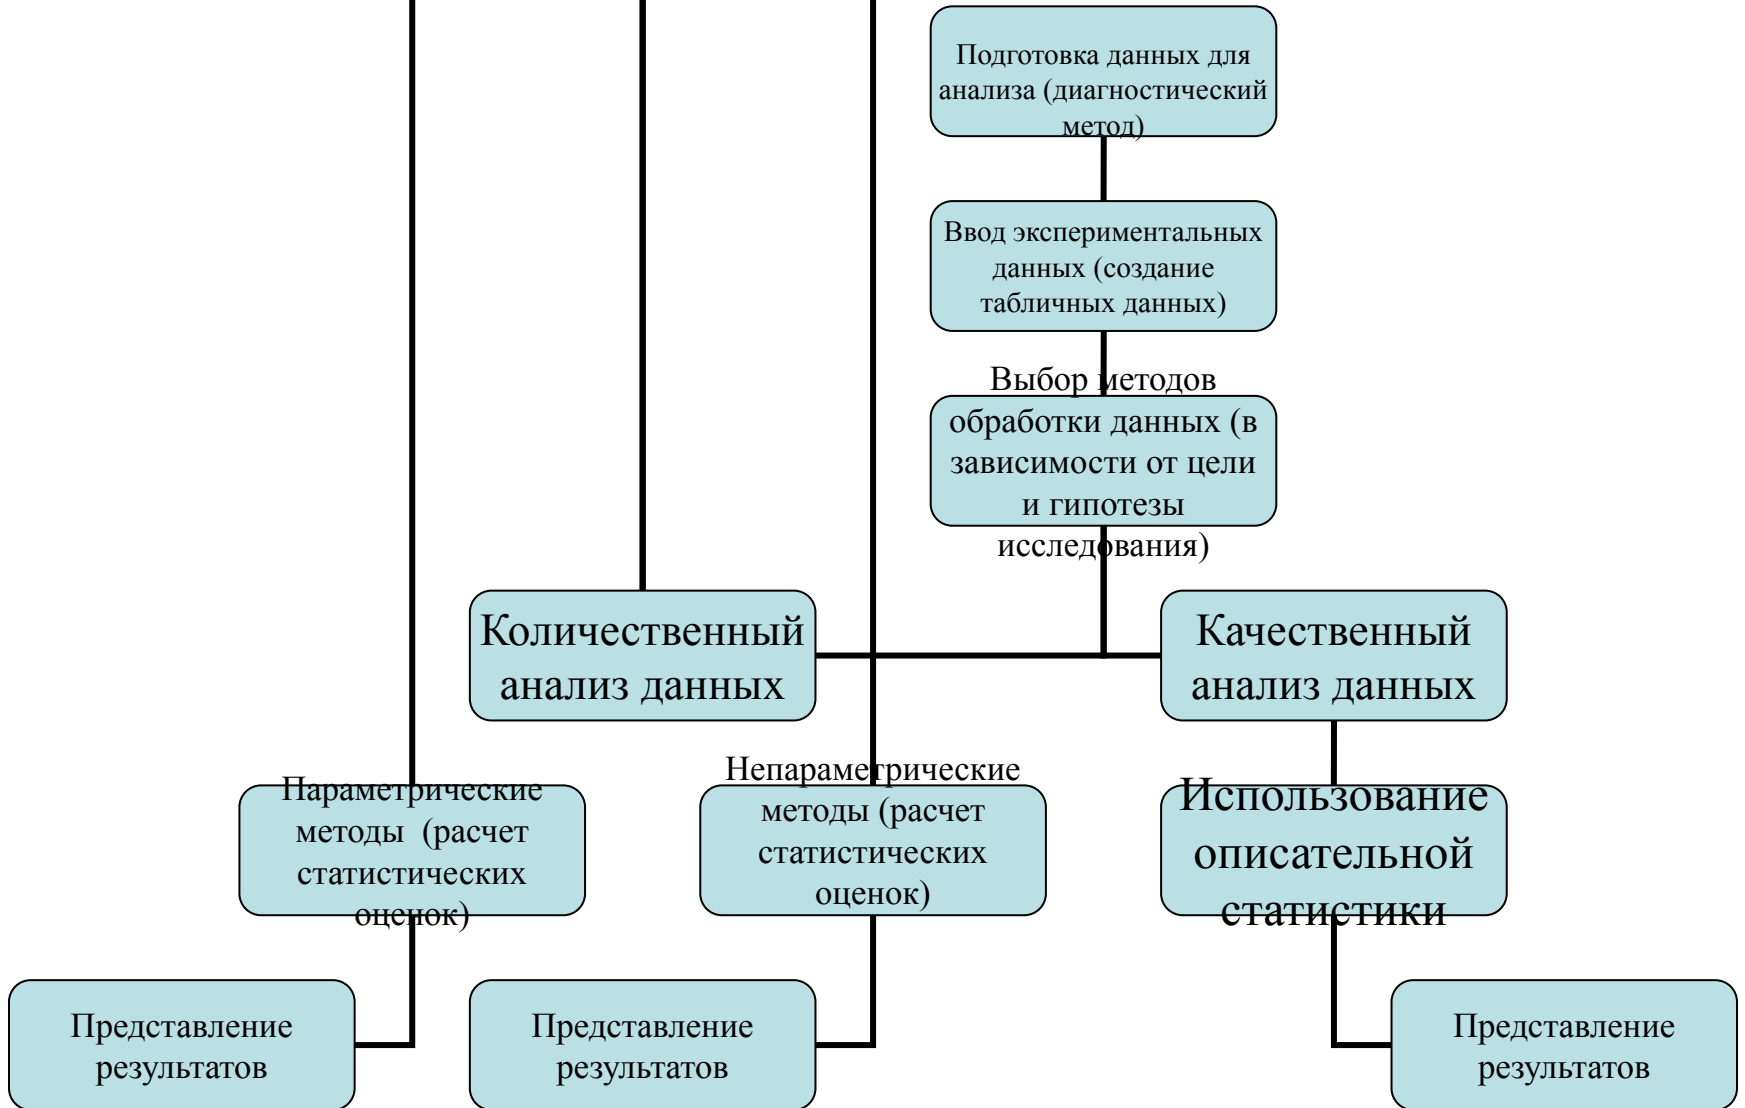 Подготовка данных для
анализа (диагностический
метод)
Ввод экспериментальных
данных (создание
табличных данных)
Выбор методов
обработки данных (в
зависимости от цели
и гипотезы
исследования)
Количественный
анализ данных
Качественный
анализ данных
Параметрические
методы (расчет
статистических
оценок)
Непараметрические
методы (расчет
статистических
оценок)
Использование
описательной
статистики
Представление
результатов
Представление
результатов
Представление
результатов